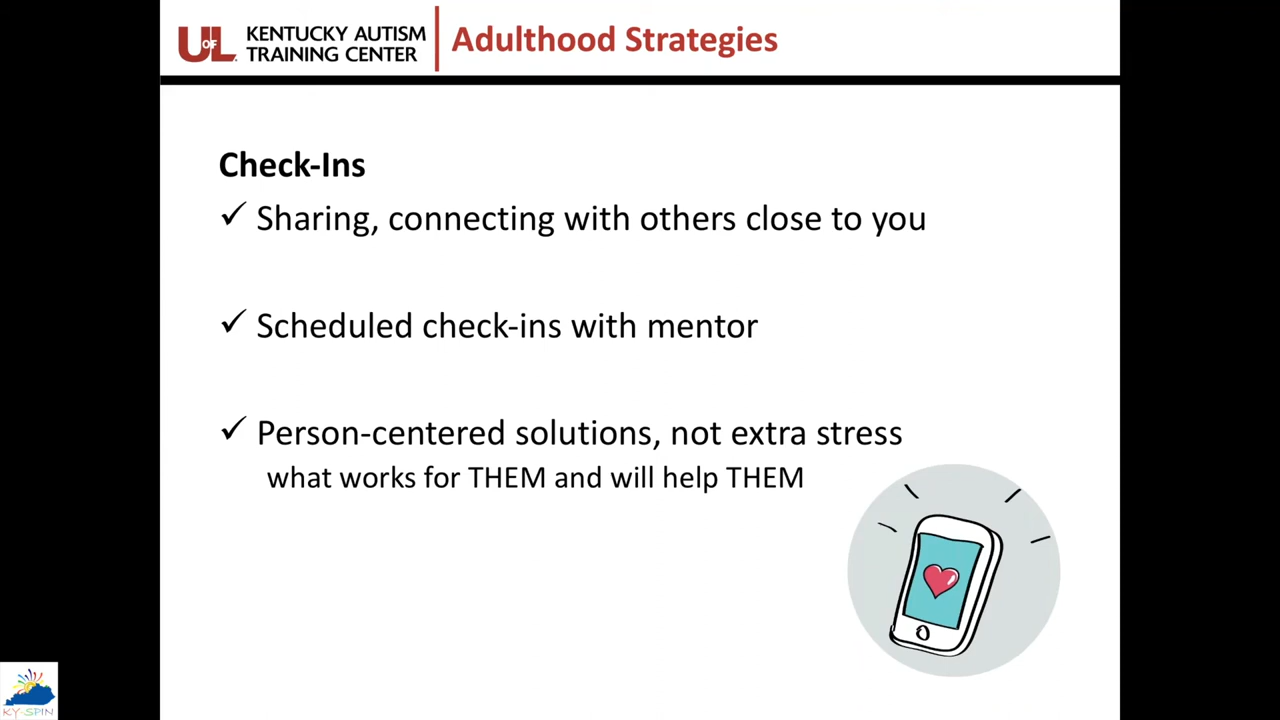 UofL KENTUCKY AUTISM
TRAINING CENTER
Adulthood Strategies
Check-Ins
✓ Sharing, connecting with others close to you
✓ Scheduled check-ins with mentor
✓ Person-centered solutions, not extra stress
what works for THEM and will help THEM
KY-SPIN